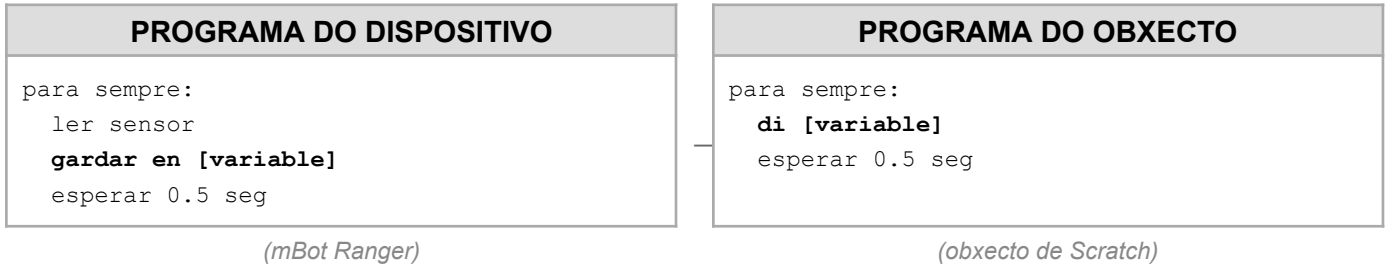 PROGRAMA DO DISPOSITIVO
para sempre:
ler sensor
gardar en [variable]
esperar 0.5 seg
(mBot Ranger)
PROGRAMA DO OBXECTO
para sempre:
di [variable]
esperar 0.5 seg
(obxecto de Scratch)